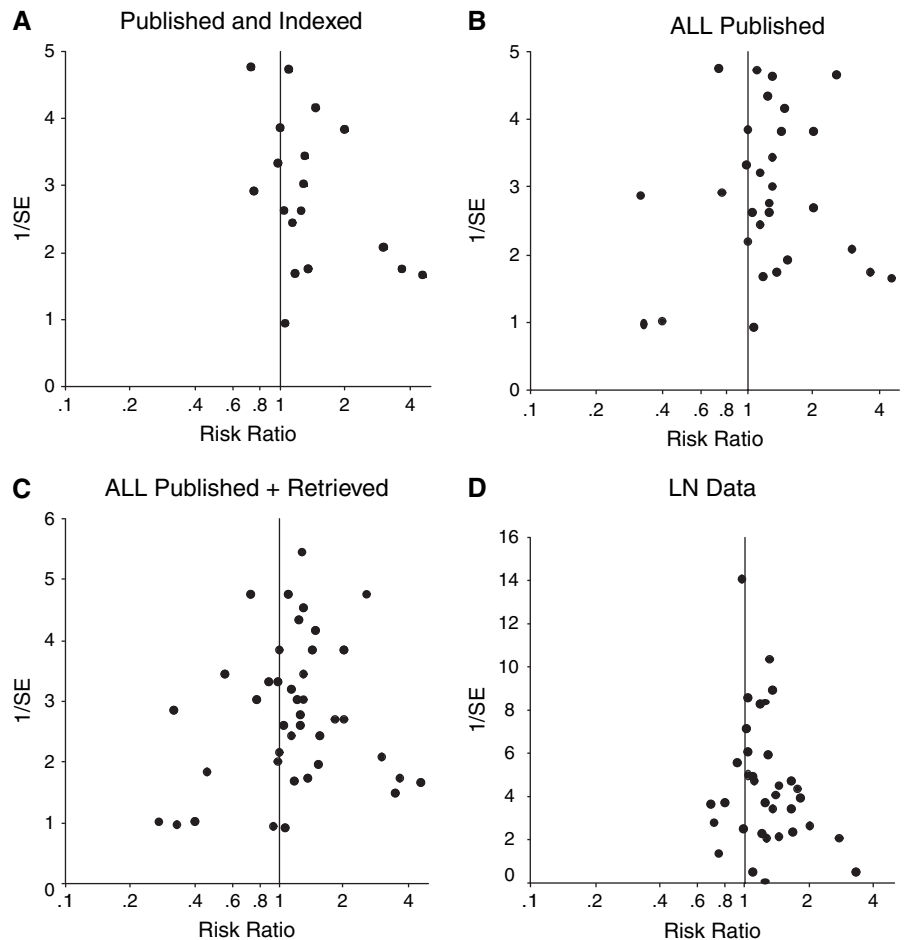 A Published and Indexed
5
4
3
2
1
0
1/SE
.1 .2 .4 .6 .8 1 2 4
Risk Ratio
B ALL Published
5
4
3
2
1
0
1/SE
.1 .2 .4 .6 .8 1 2 4
Risk Ratio
C ALL Published + Retrieved
6
5
4
3
2
1
0
1/SE
.1 .2 .4 .6 .8 1 2 4
Risk Ratio
D LN Data
16
14
12
10
8
6
4
2
0
1/SE
.1 .2 .4 .6 .8 1 2 4
Risk Ratio